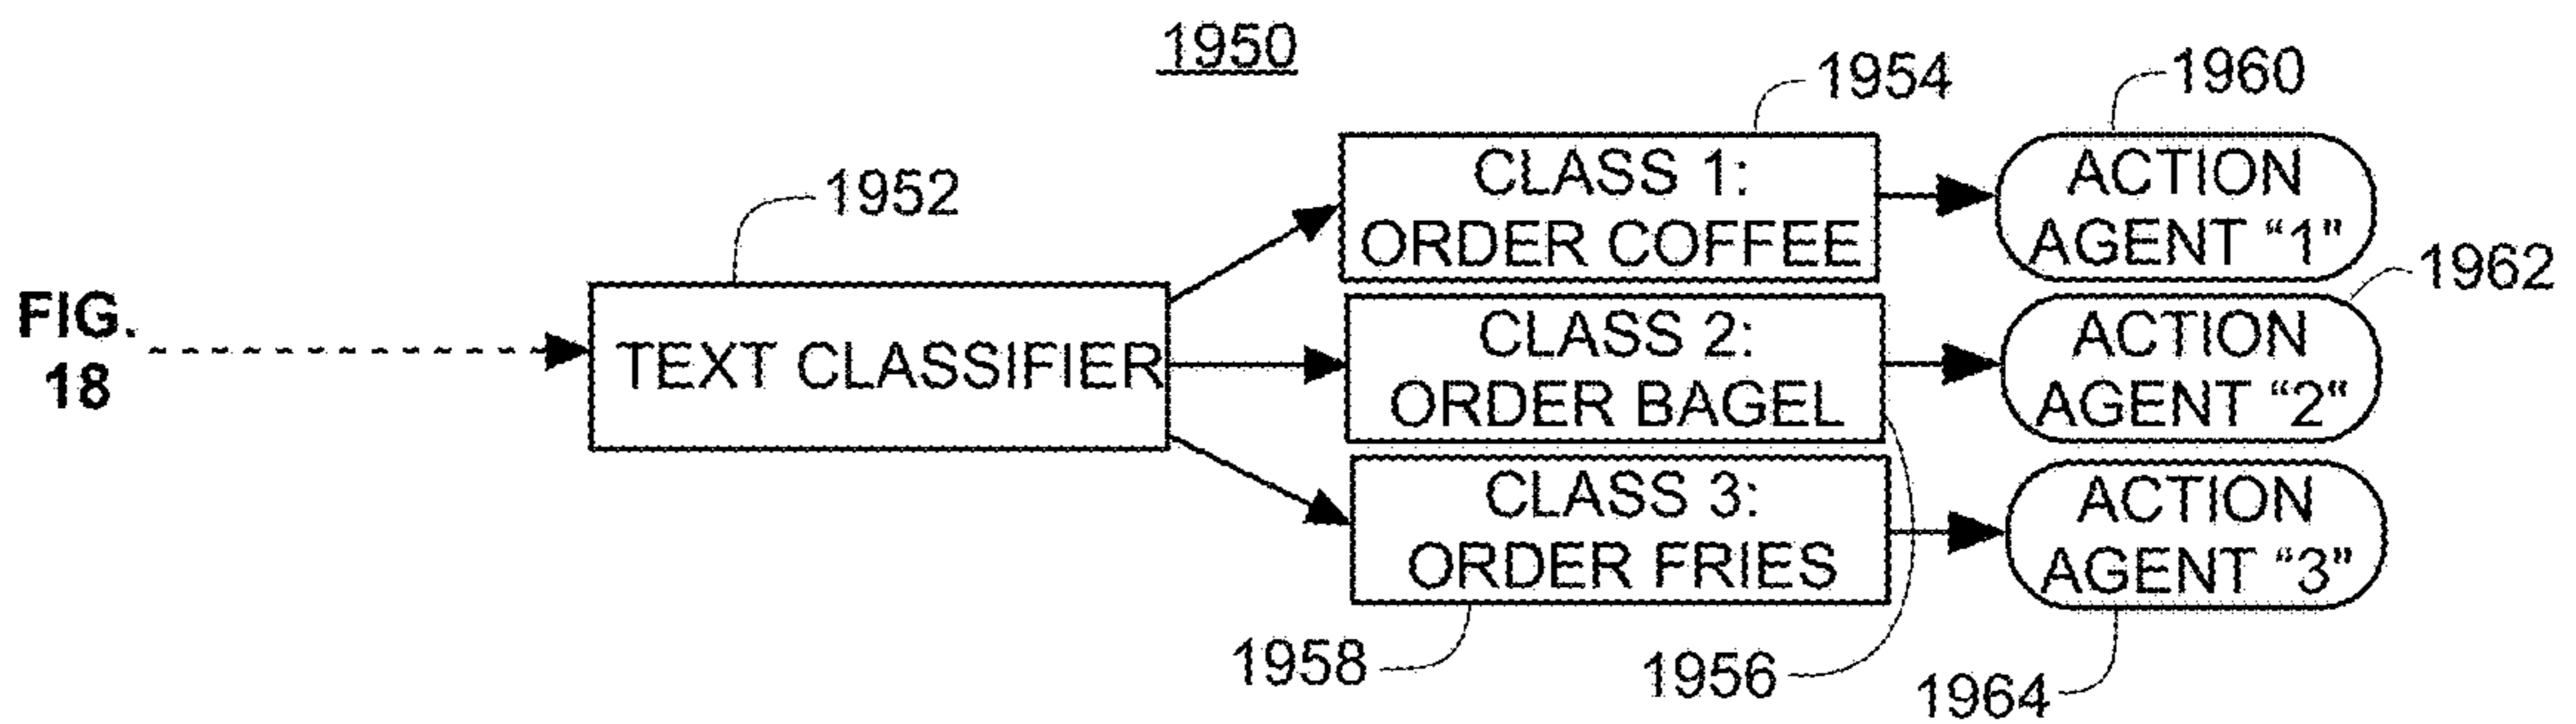 1950
1954
1960
1952
CLASS 1:
ORDER COFFEE
ACTION
AGENT “1”
1962
FIG.
18
TEXT CLASSIFIER
CLASS 2:
ORDER BAGEL
ACTION
AGENT “2”
CLASS 3:
ORDER FRIES
ACTION
AGENT “3”
1958
1956
1964